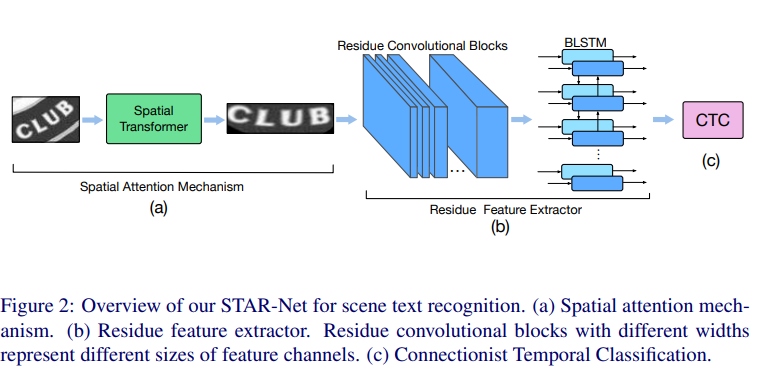 Residue Convolutional Blocks
BLSTM
CLUB
Spatial
Transformer
CLUB
CTC
Spatial Attention Mechanism
(a)
Residue Feature Extractor
(b)
(c)
Figure 2: Overview of our STAR-Net for scene text recognition. (a) Spatial attention mech-
anism. (b) Residue feature extractor. Residue convolutional blocks with different widths
represent different sizes of feature channels. (c) Connectionist Temporal Classification.